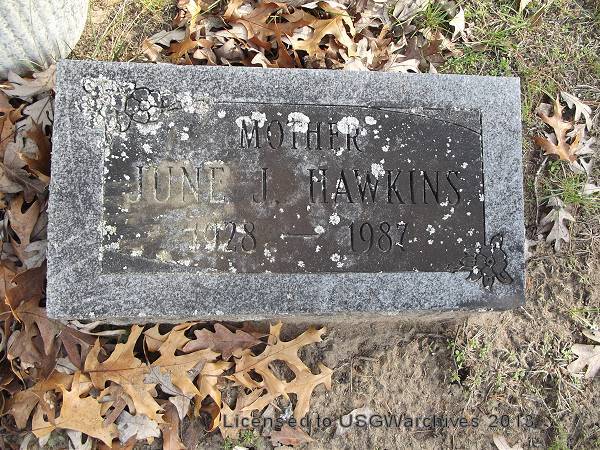 MOTHER
JUNE J. HAWKINS
1928 — 1987
Licensed to USGWarchives 2013